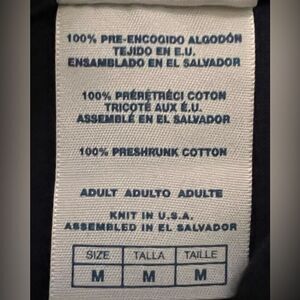 100% PRE-ENCOGIDO ALGODÓN
TEJIDO EN E.U.
ENSAMBLADO EN EL SALVADOR
100% PRÉRÉTRÉCI COTON
TRICOTÉ AUX É.U.
ASSEMBLÉ EN EL SALVADOR
100% PRESHRUNK COTTON
ADULT ADULTO ADULTE
KNIT IN U.S.A.
ASSEMBLED IN EL SALVADOR
SIZE TALLA TAILLE
M M M